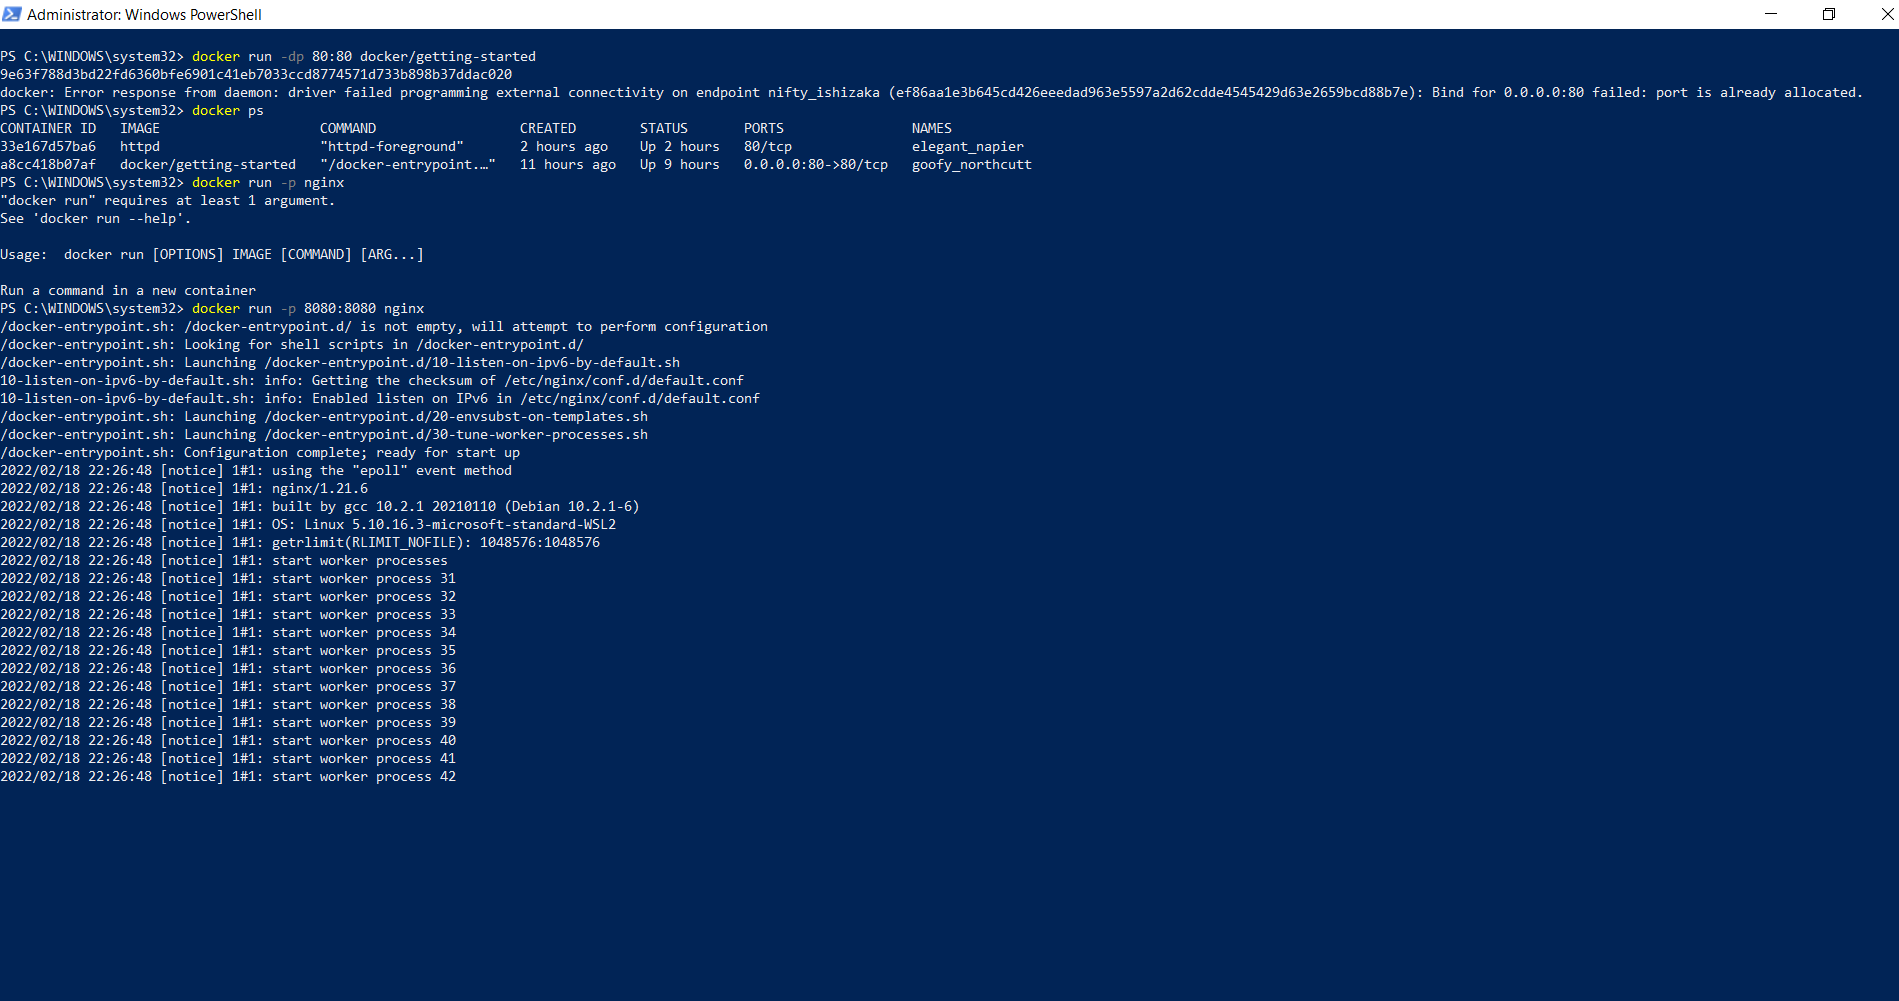 Administrator: Windows PowerShell
PS C:\WINDOWS\system32> docker run -dp 80:80 docker/getting-started
9e63f788d3bd22fd6360bfe6901c41eb7033ccd8774571d733b898b37ddac020
docker: Error response from daemon: driver failed programming external connectivity on endpoint nifty_ishizaka (ef86aa1e3b645cd426eeedad963e5597a2d62cdde4545429d63e2659bcd88b7e): Bind for 0.0.0.0:80 failed: port is already allocated.
PS C:\WINDOWS\system32> docker ps
CONTAINER ID   IMAGE                    COMMAND                  CREATED        STATUS       PORTS                NAMES
33e167d57ba6   httpd                    "httpd-foreground"       2 hours ago    Up 2 hours   80/tcp               elegant_napier
a8cc418b07af   docker/getting-started   "/docker-entrypoint.…"   11 hours ago   Up 9 hours   0.0.0.0:80->80/tcp   goofy_northcutt
PS C:\WINDOWS\system32> docker run -p nginx
"docker run" requires at least 1 argument.
See 'docker run --help'.
Usage:  docker run [OPTIONS] IMAGE [COMMAND] [ARG...]
Run a command in a new container
PS C:\WINDOWS\system32> docker run -p 8080:8080 nginx
/docker-entrypoint.sh: /docker-entrypoint.d/ is not empty, will attempt to perform configuration
/docker-entrypoint.sh: Looking for shell scripts in /docker-entrypoint.d/
/docker-entrypoint.sh: Launching /docker-entrypoint.d/10-listen-on-ipv6-by-default.sh
10-listen-on-ipv6-by-default.sh: info: Getting the checksum of /etc/nginx/conf.d/default.conf
10-listen-on-ipv6-by-default.sh: info: Enabled listen on IPv6 in /etc/nginx/conf.d/default.conf
/docker-entrypoint.sh: Launching /docker-entrypoint.d/20-envsubst-on-templates.sh
/docker-entrypoint.sh: Launching /docker-entrypoint.d/30-tune-worker-processes.sh
/docker-entrypoint.sh: Configuration complete; ready for start up
2022/02/18 22:26:48 [notice] 1#1: using the "epoll" event method
2022/02/18 22:26:48 [notice] 1#1: nginx/1.21.6
2022/02/18 22:26:48 [notice] 1#1: built by gcc 10.2.1 20210110 (Debian 10.2.1-6)
2022/02/18 22:26:48 [notice] 1#1: OS: Linux 5.10.16.3-microsoft-standard-WSL2
2022/02/18 22:26:48 [notice] 1#1: getrlimit(RLIMIT_NOFILE): 1048576:1048576
2022/02/18 22:26:48 [notice] 1#1: start worker processes
2022/02/18 22:26:48 [notice] 1#1: start worker process 31
2022/02/18 22:26:48 [notice] 1#1: start worker process 32
2022/02/18 22:26:48 [notice] 1#1: start worker process 33
2022/02/18 22:26:48 [notice] 1#1: start worker process 34
2022/02/18 22:26:48 [notice] 1#1: start worker process 35
2022/02/18 22:26:48 [notice] 1#1: start worker process 36
2022/02/18 22:26:48 [notice] 1#1: start worker process 37
2022/02/18 22:26:48 [notice] 1#1: start worker process 38
2022/02/18 22:26:48 [notice] 1#1: start worker process 39
2022/02/18 22:26:48 [notice] 1#1: start worker process 40
2022/02/18 22:26:48 [notice] 1#1: start worker process 41
2022/02/18 22:26:48 [notice] 1#1: start worker process 42